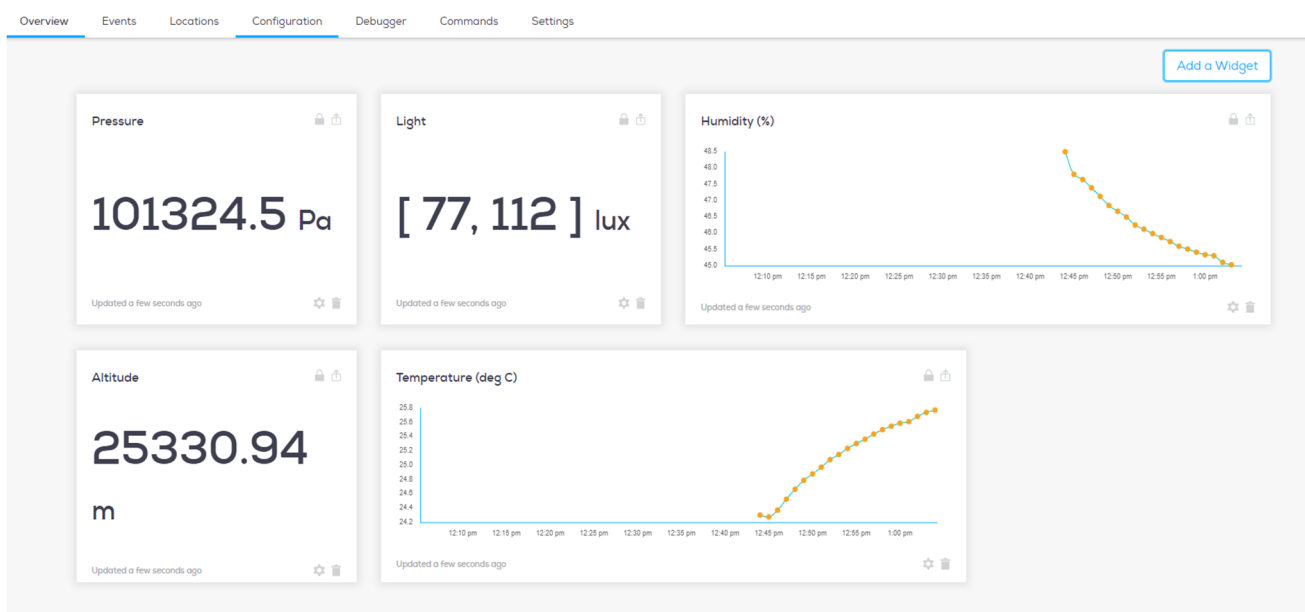 Overview Events Locations Configuration Debugger Commands Settings
Add a Widget
Pressure
101324.5 Pa
Updated a few seconds ago
Light
[ 77, 112 ] lux
Updated a few seconds ago
Humidity (%)
48.5
48.0
47.5
47.0
46.5
46.0
45.5
45.0
12:10 pm 12:15 pm 12:20 pm 12:25 pm 12:30 pm 12:35 pm 12:40 pm 12:45 pm 12:50 pm 12:55 pm 1:00 pm
Updated a few seconds ago
Altitude
25330.94
m
Updated a few seconds ago
Temperature (deg C)
25.8
25.6
25.4
25.2
25.0
24.8
24.6
24.4
24.2
12:10 pm 12:15 pm 12:20 pm 12:25 pm 12:30 pm 12:35 pm 12:40 pm 12:45 pm 12:50 pm 12:55 pm 1:00 pm
Updated a few seconds ago